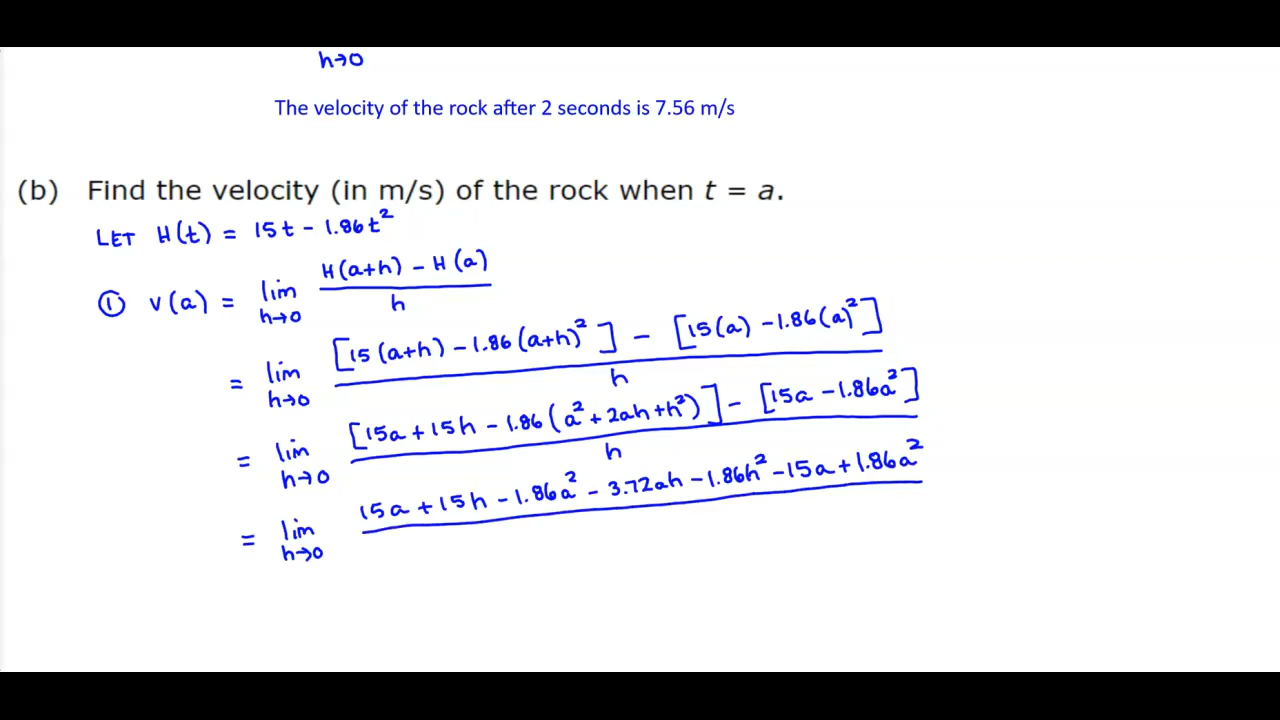 h→0
The velocity of the rock after 2 seconds is 7.56 m/s
(b) Find the velocity (in m/s) of the rock when t = a.
LET H(t) = 15t - 1.86t²
① v(a) = lim h→0 (H(a+h) - H(a)) / h
= lim h→0 ([15(a+h) - 1.86(a+h)²] - [15(a) - 1.86(a)²]) / h
= lim h→0 ([15a + 15h - 1.86(a² + 2ah + h²)] - [15a - 1.86a²]) / h
= lim h→0 15a + 15h - 1.86a² - 3.72ah - 1.86h² - 15a + 1.86a²